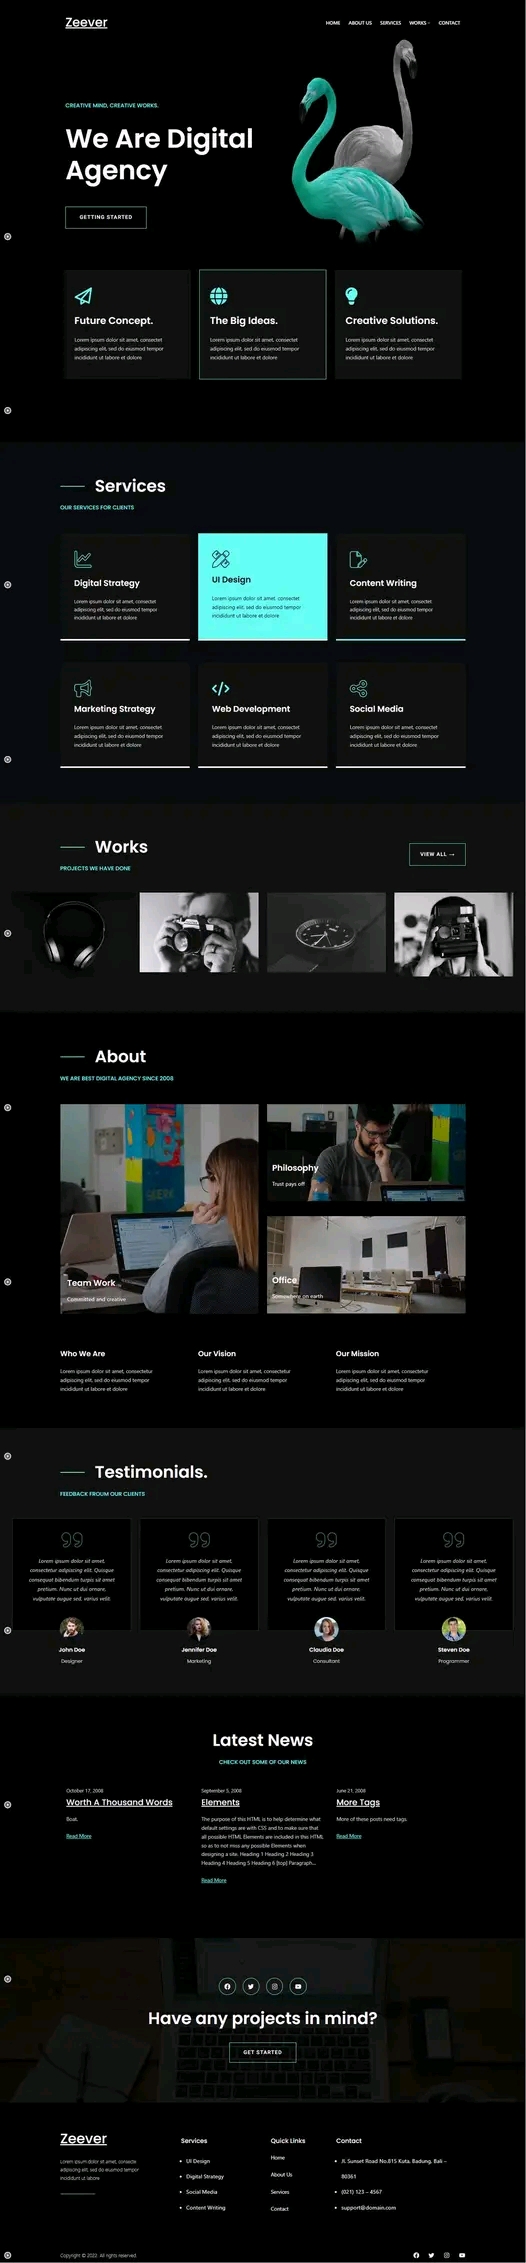 Zeever
HOME ABOUT US SERVICES WORKS CONTACT
CREATIVE MIND, CREATIVE WORKS.
We Are Digital
Agency
GETTING STARTED
Future Concept.
Lorem ipsum dolor sit amet, consectet
adipiscing elit, sed do eiusmod tempor
incididunt ut labore et dolore
The Big Ideas.
Lorem ipsum dolor sit amet, consectet
adipiscing elit, sed do eiusmod tempor
incididunt ut labore et dolore
Creative Solutions.
Lorem ipsum dolor sit amet, consectet
adipiscing elit, sed do eiusmod tempor
incididunt ut labore et dolore
Services
OUR SERVICES FOR CLIENTS
Digital Strategy
Lorem ipsum dolor sit amet, consectet
adipiscing elit, sed do eiusmod tempor
incididunt ut labore et dolore
UI Design
Lorem ipsum dolor sit amet, consectet
adipiscing elit, sed do eiusmod tempor
incididunt ut labore et dolore
Content Writing
Lorem ipsum dolor sit amet, consectet
adipiscing elit, sed do eiusmod tempor
incididunt ut labore et dolore
Marketing Strategy
Lorem ipsum dolor sit amet, consectet
adipiscing elit, sed do eiusmod tempor
incididunt ut labore et dolore
Web Development
Lorem ipsum dolor sit amet, consectet
adipiscing elit, sed do eiusmod tempor
incididunt ut labore et dolore
Social Media
Lorem ipsum dolor sit amet, consectet
adipiscing elit, sed do eiusmod tempor
incididunt ut labore et dolore
Works
PROJECTS WE HAVE DONE
VIEW ALL →
About
WE ARE BEST DIGITAL AGENCY SINCE 2008
Team Work
Committed and creative
Philosophy
Trust pays off
Office
Somewhere on earth
Who We Are
Lorem ipsum dolor sit amet, consectetur
adipiscing elit, sed do eiusmod tempor
incididunt ut labore et dolore
Our Vision
Lorem ipsum dolor sit amet, consectetur
adipiscing elit, sed do eiusmod tempor
incididunt ut labore et dolore
Our Mission
Lorem ipsum dolor sit amet, consectetur
adipiscing elit, sed do eiusmod tempor
incididunt ut labore et dolore
Testimonials.
FEEDBACK FROUM OUR CLIENTS
Lorem ipsum dolor sit amet,
consectetur adipiscing elit. Quisque
consequat bibendum turpis sit amet
pretium. Nunc ut dui ornare,
vulputate augue sed, varius velit.
John Doe
Designer
Lorem ipsum dolor sit amet,
consectetur adipiscing elit. Quisque
consequat bibendum turpis sit amet
pretium. Nunc ut dui ornare,
vulputate augue sed, varius velit.
Jennifer Doe
Marketing
Lorem ipsum dolor sit amet,
consectetur adipiscing elit. Quisque
consequat bibendum turpis sit amet
pretium. Nunc ut dui ornare,
vulputate augue sed, varius velit.
Claudia Doe
Consultant
Lorem ipsum dolor sit amet,
consectetur adipiscing elit. Quisque
consequat bibendum turpis sit amet
pretium. Nunc ut dui ornare,
vulputate augue sed, varius velit.
Steven Doe
Programmer
Latest News
CHECK OUT SOME OF OUR NEWS
October 17, 2008
Worth A Thousand Words
Boat.
Read More
September 5, 2008
Elements
The purpose of this HTML is to help determine what
default settings are with CSS and to make sure that
all possible HTML Elements are included in this HTML
so as to not miss any possible Elements when
designing a site. Heading 1 Heading 2 Heading 3
Heading 4 Heading 5 Heading 6 [top] Paragraph...
Read More
June 21, 2008
More Tags
More of these posts need tags.
Read More
Have any projects in mind?
GET STARTED
Zeever
Lorem ipsum dolor sit amet, consecte
adipiscing elit, sed do eiusmod tempor
incididunt ut labore
Services
UI Design
Digital Strategy
Social Media
Content Writing
Quick Links
Home
About Us
Services
Contact
Contact
Jl. Sunset Road No.815 Kuta, Badung, Bali –
80361
(021) 123 – 4567
support@domain.com
Copyright © 2022. All rights reserved.